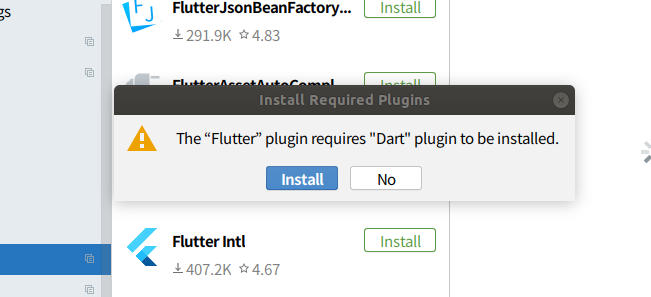 gs
FJ
FlutterJsonBeanFactory...
Install
291.9K 4.83
FlutterAssetAutoCompl
Install
Install Required Plugins
The “Flutter” plugin requires "Dart" plugin to be installed.
Install
No
Flutter Intl
Install
407.2K 4.67